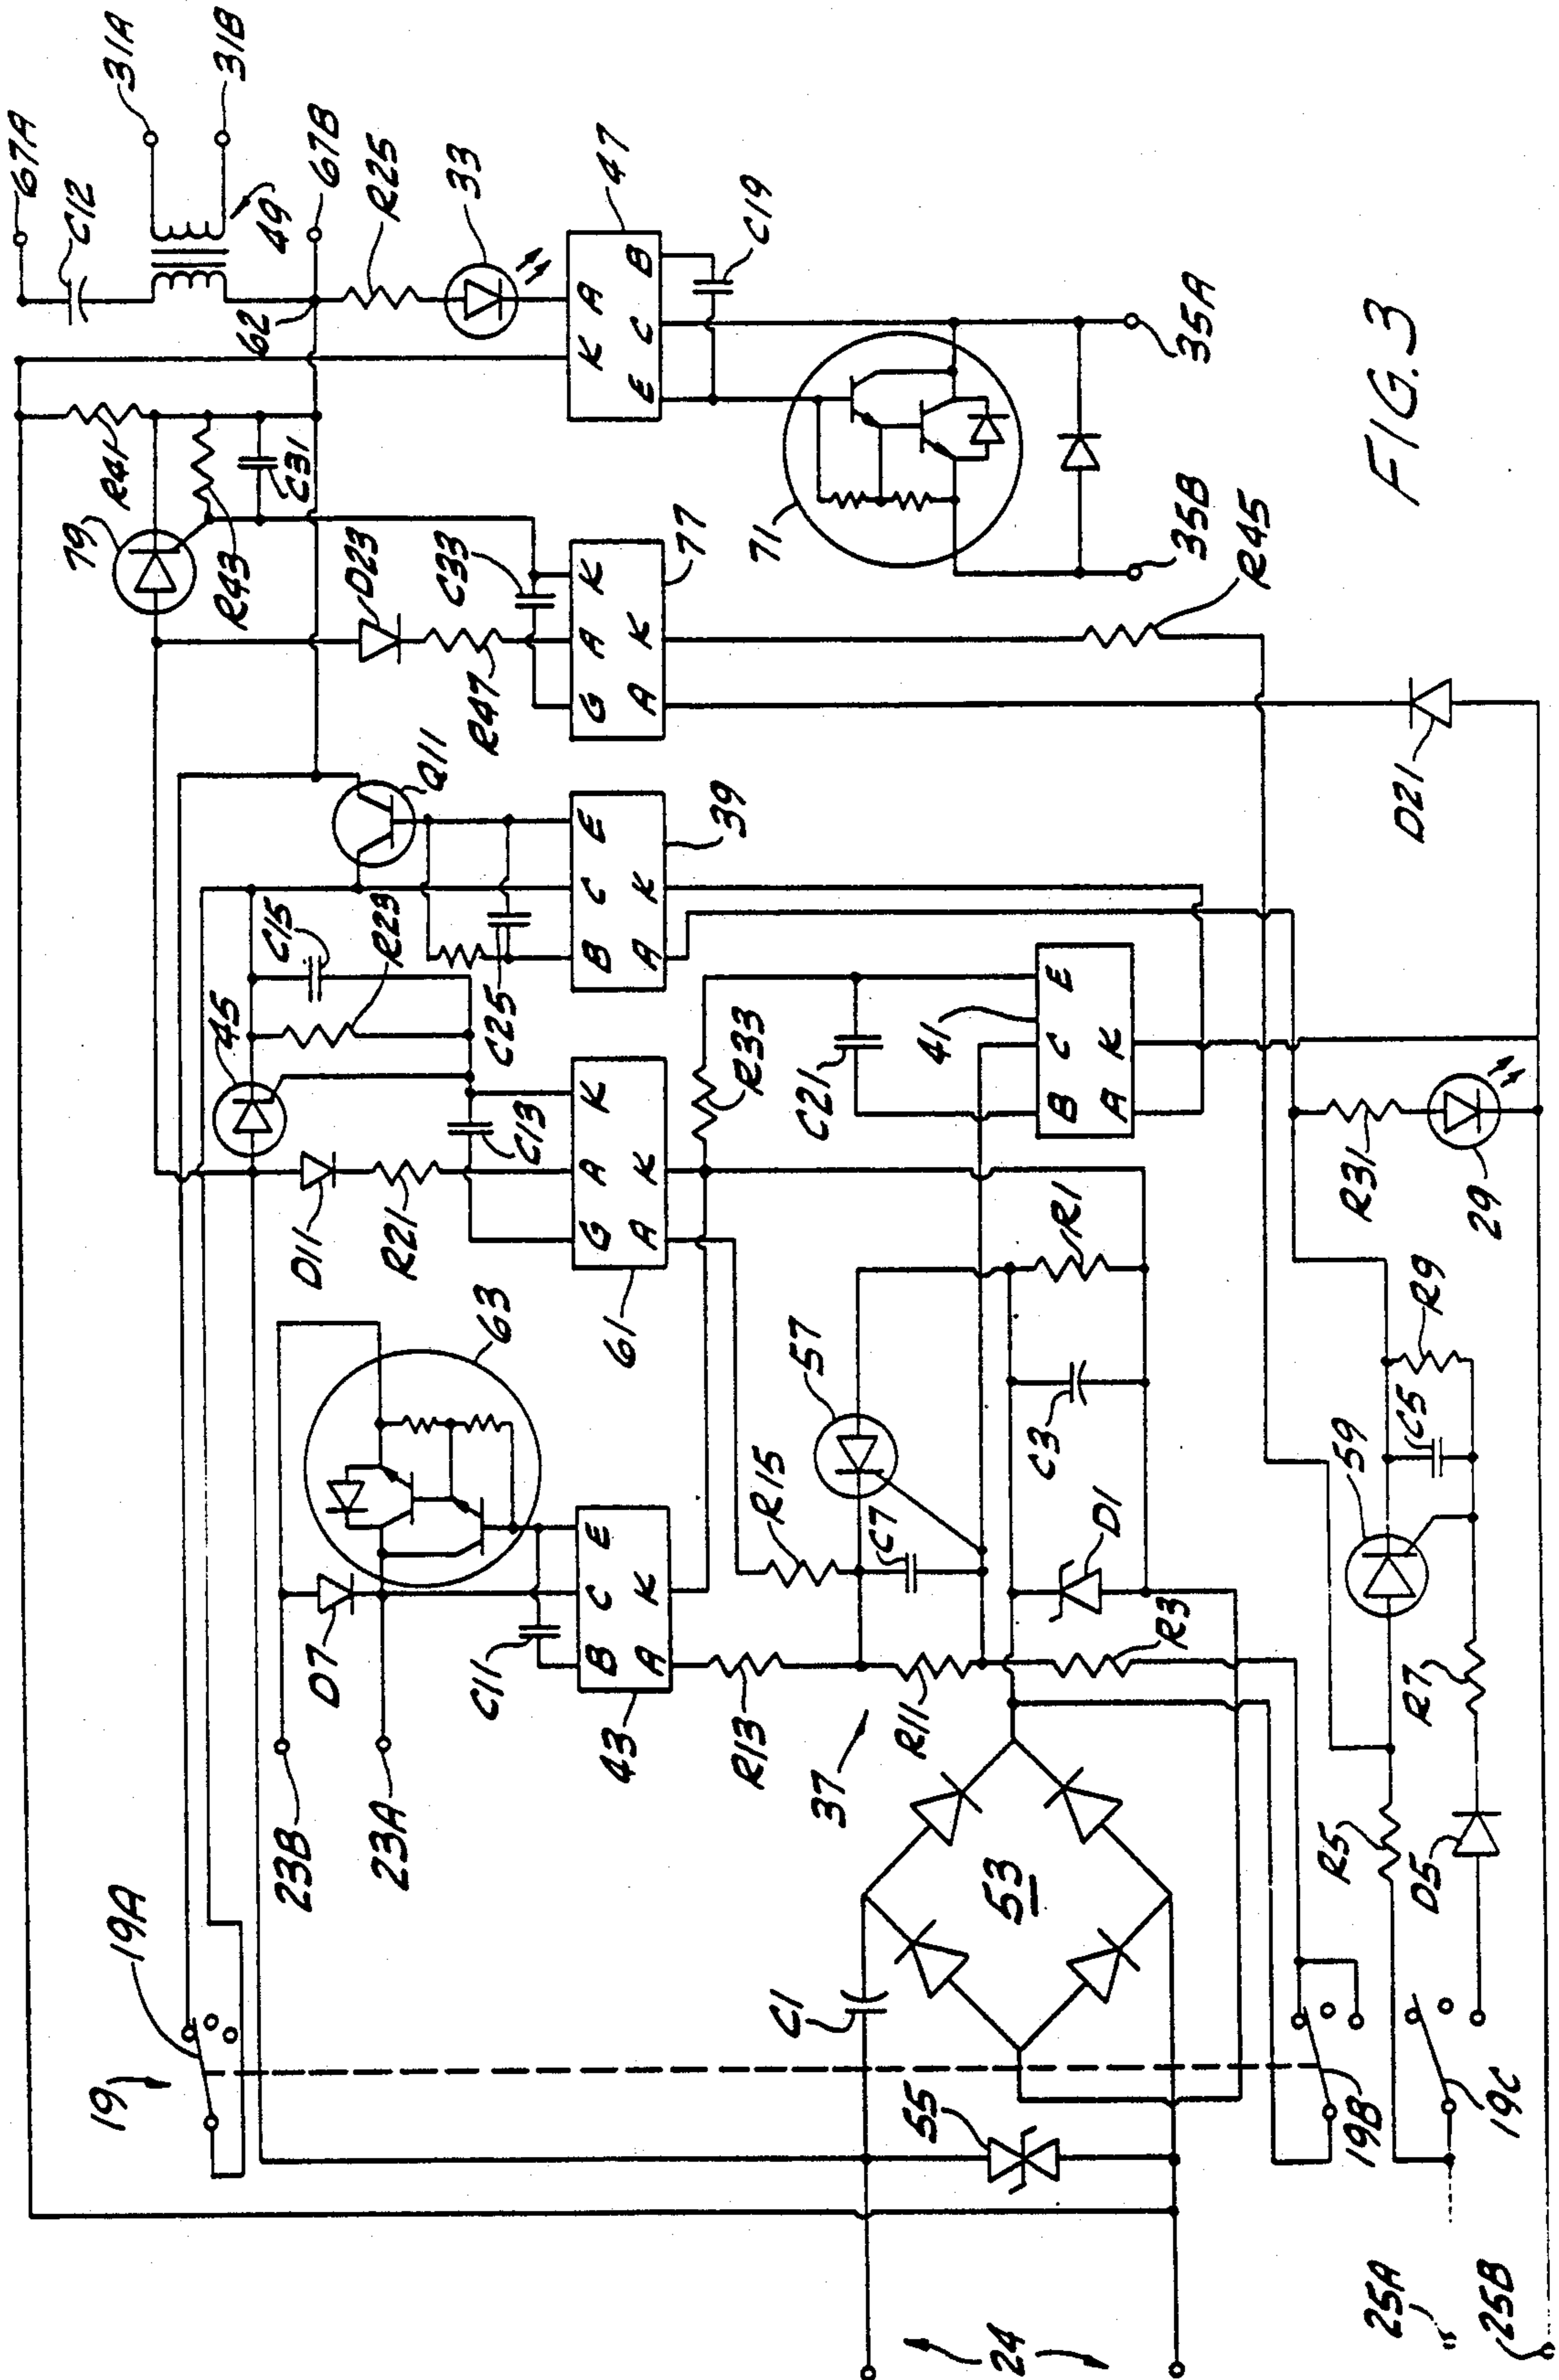 67A
C12
31A
31B
49
67B
62
R25
33
47
K A
E C B
C19
35A
71
35B
R45
FIG. 3
79
R41
R43
C31
D23
C33
R47
G A K
A K
77
Q11
B C E
A K
39
D21
45
C15
R23
C25
R33
C21
41
B C E
A K
D11
R21
C13
G A K
A K
61
R31
29
63
57
R1
R15
C7
C3
D1
R9
C5
59
D7
C11
B C E
A K
43
R13
R11
37
R3
R7
23B
23A
53
R5
D5
19A
19
C1
55
19B
19C
24
25A
25B